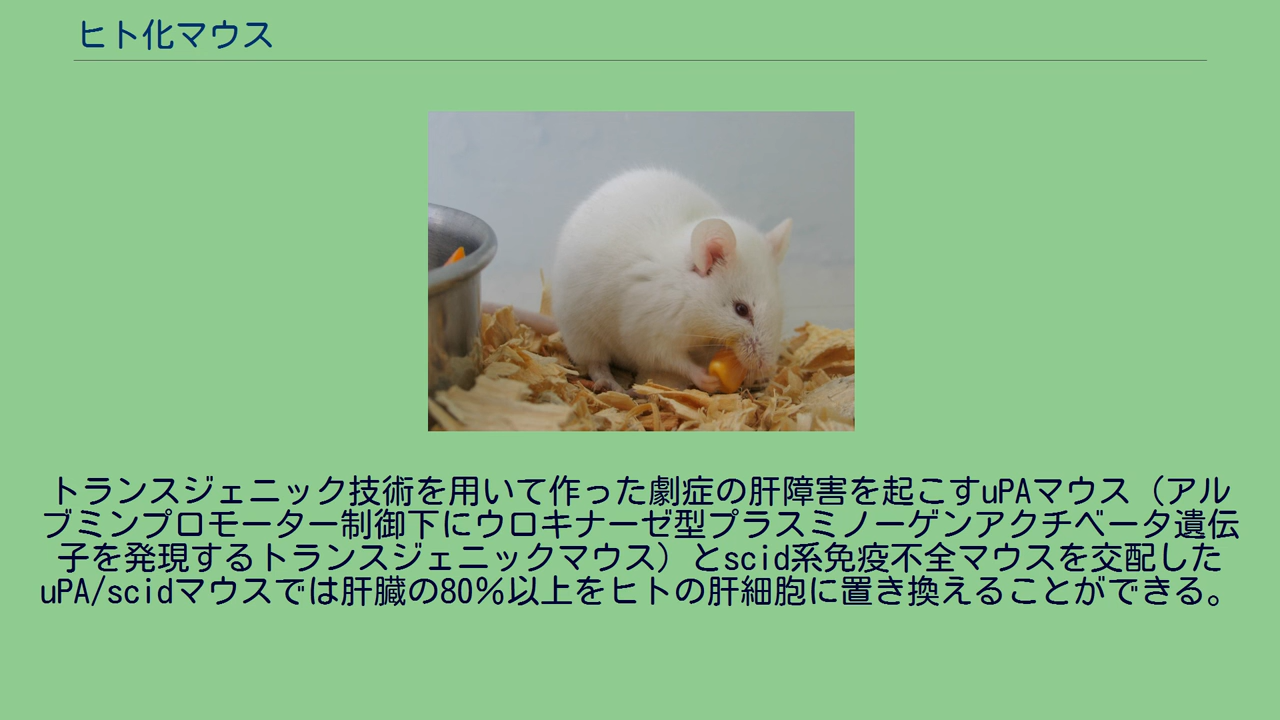 ヒト化マウス
トランスジェニック技術を用いて作った劇症の肝障害を起こすuPAマウス（アル
ブミンプロモーター制御下にウロキナーゼ型プラスミノーゲンアクチベータ遺伝
子を発現するトランスジェニックマウス）とscid系免疫不全マウスを交配した
uPA/scidマウスでは肝臓の80％以上をヒトの肝細胞に置き換えることができる。